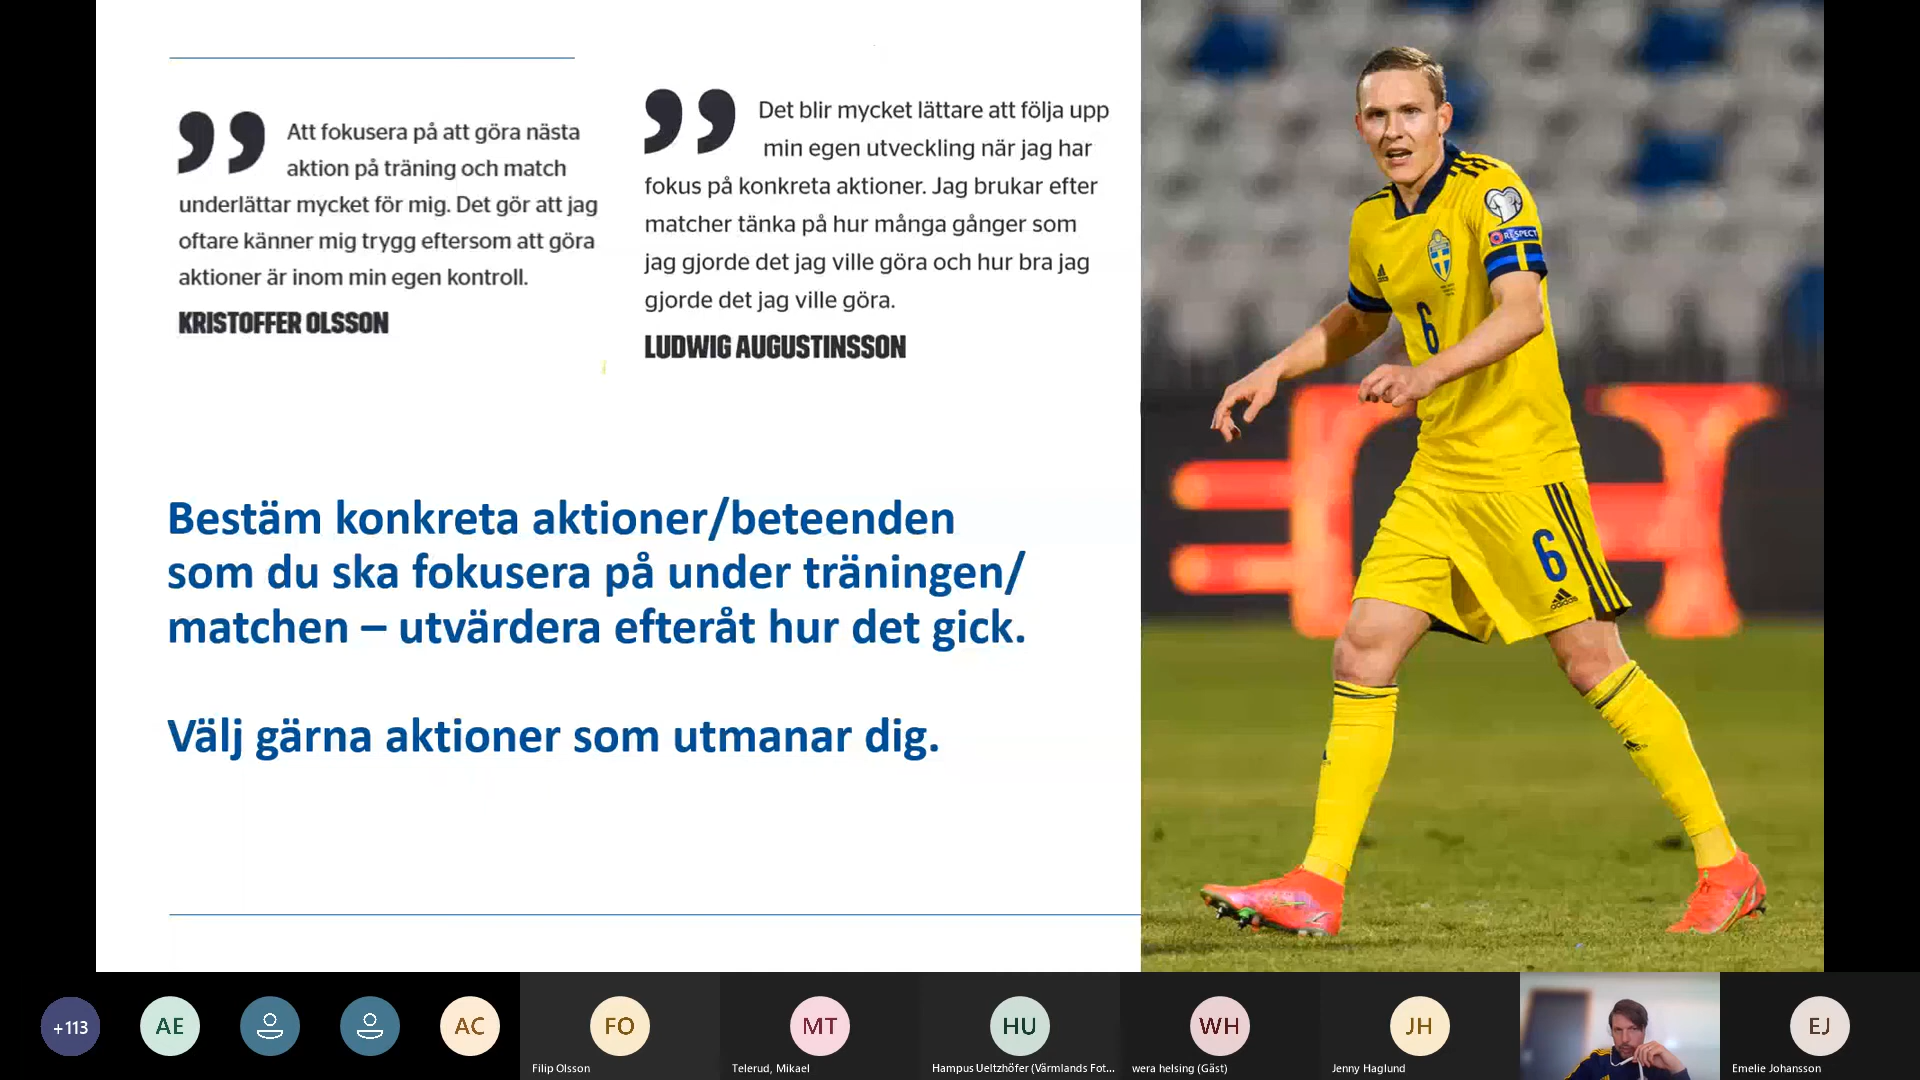 Att fokusera på att göra nästa
aktion på träning och match
underlättar mycket för mig. Det gör att jag
oftare känner mig trygg eftersom att göra
aktioner är inom min egen kontroll.
KRISTOFFER OLSSON
Det blir mycket lättare att följa upp
min egen utveckling när jag har
fokus på konkreta aktioner. Jag brukar efter
matcher tänka på hur många gånger som
jag gjorde det jag ville göra och hur bra jag
gjorde det jag ville göra.
LUDWIG AUGUSTINSSON
Bestäm konkreta aktioner/beteenden
som du ska fokusera på under träningen/
matchen – utvärdera efteråt hur det gick.
Välj gärna aktioner som utmanar dig.
RESPECT
6
6
adidas
+113
AE
AC
FO
MT
HU
WH
JH
EJ
Filip Olsson
Telerud, Mikael
Hampus Ueltzhöfer (Värmlands Fot...
wera helsing (Gäst)
Jenny Haglund
Emelie Johansson